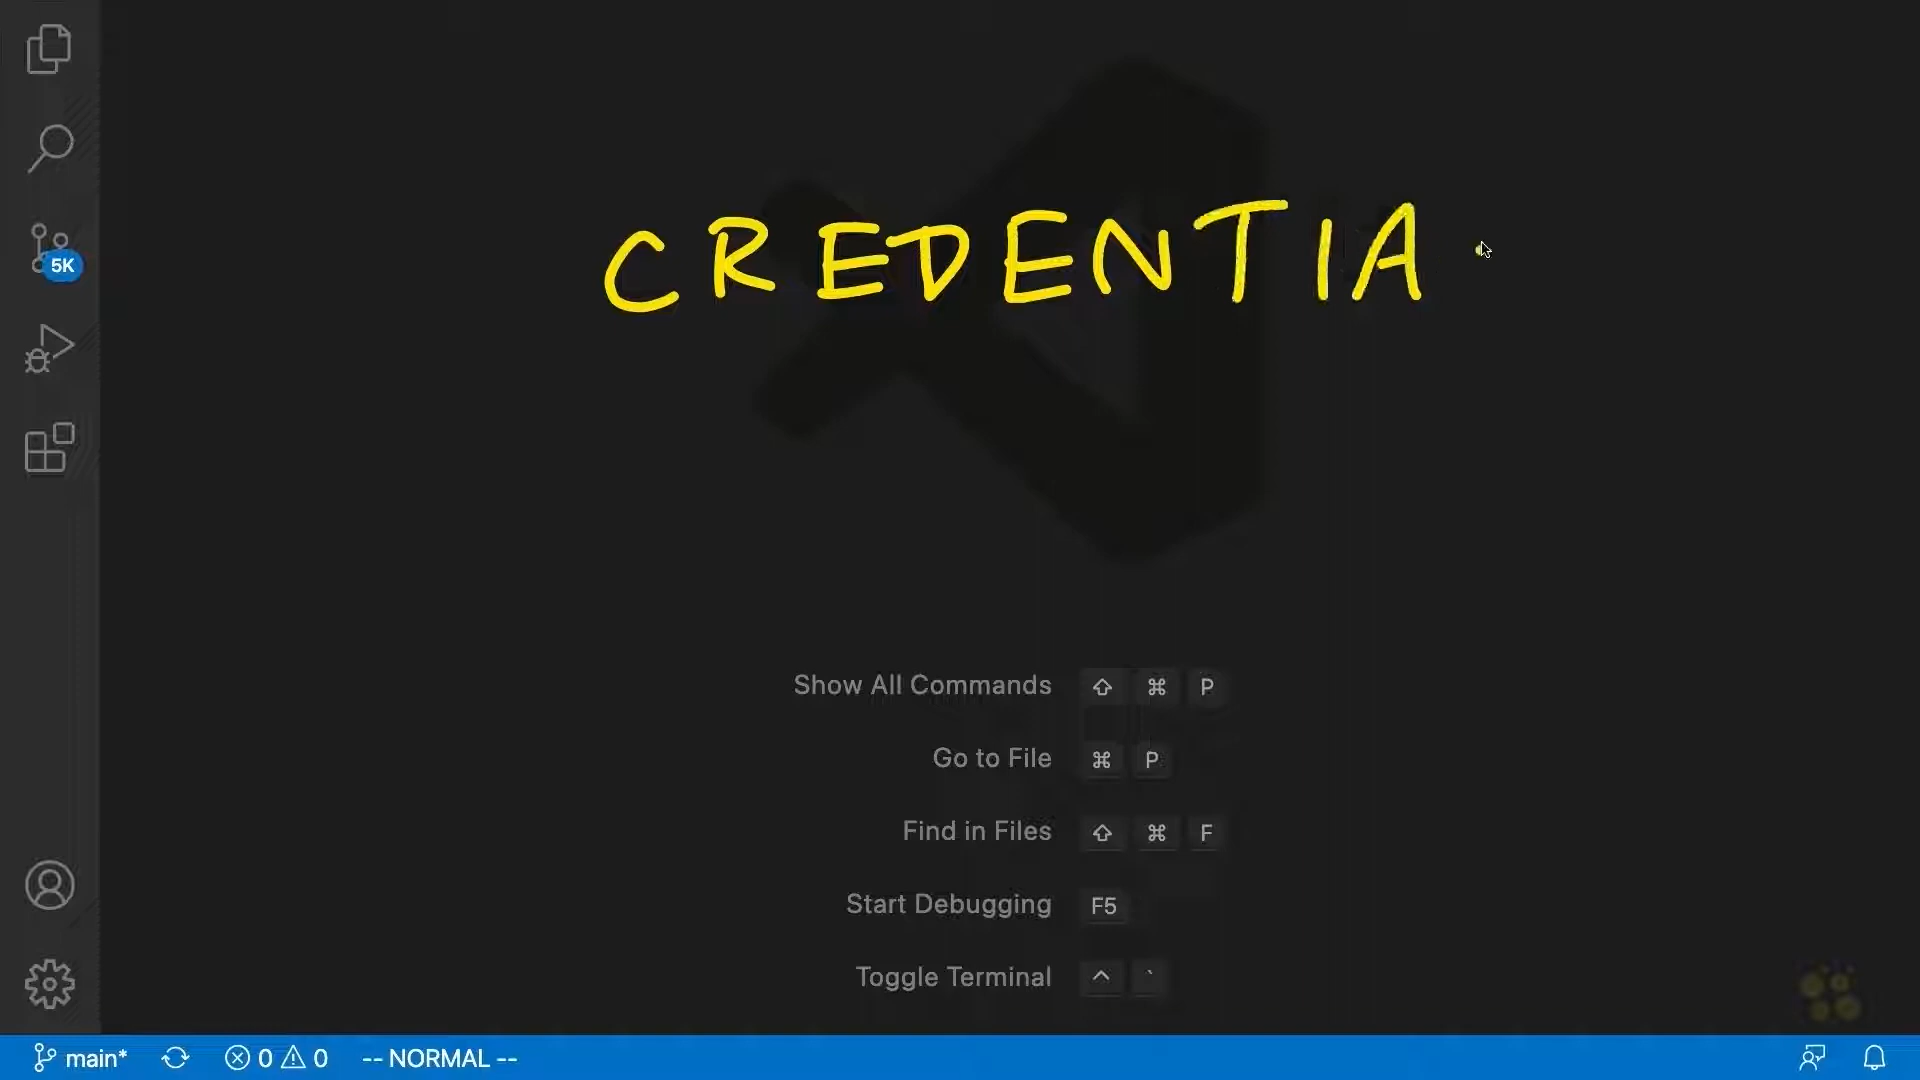 CREDENTIA
5K
Show All Commands ⇧ ⌘ P
Go to File ⌘ P
Find in Files ⇧ ⌘ F
Start Debugging F5
Toggle Terminal ^ `
main* 0 0 -- NORMAL --